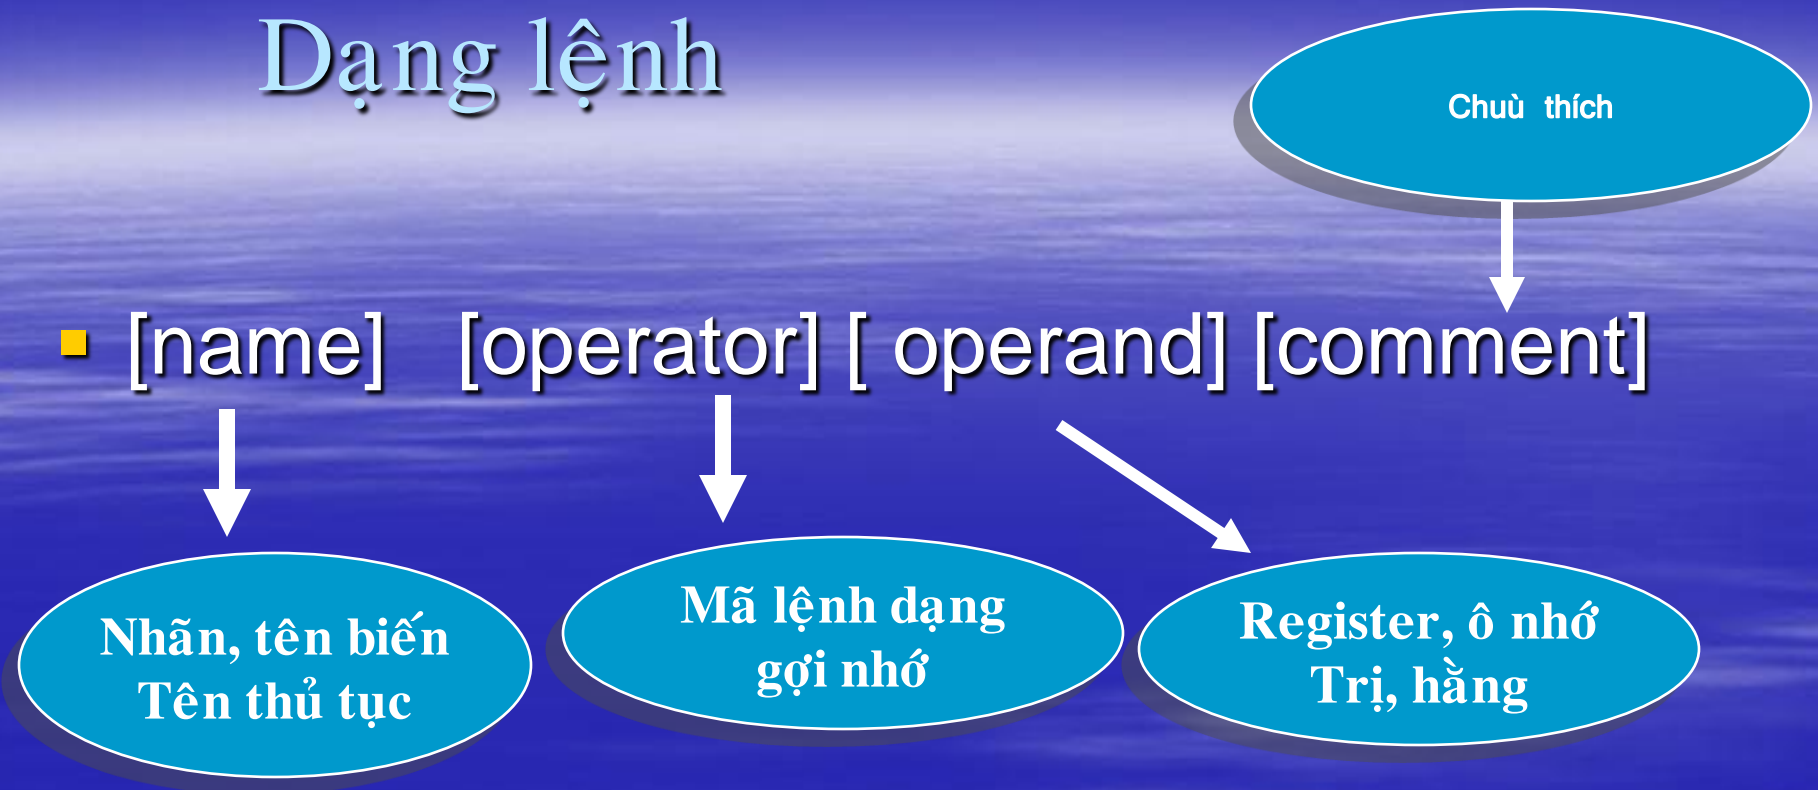 Dạng lệnh
Chuù thích
[name] [operator] [ operand] [comment]
Nhãn, tên biến
Tên thủ tục
Mã lệnh dạng
gợi nhớ
Register, ô nhớ
Trị, hằng